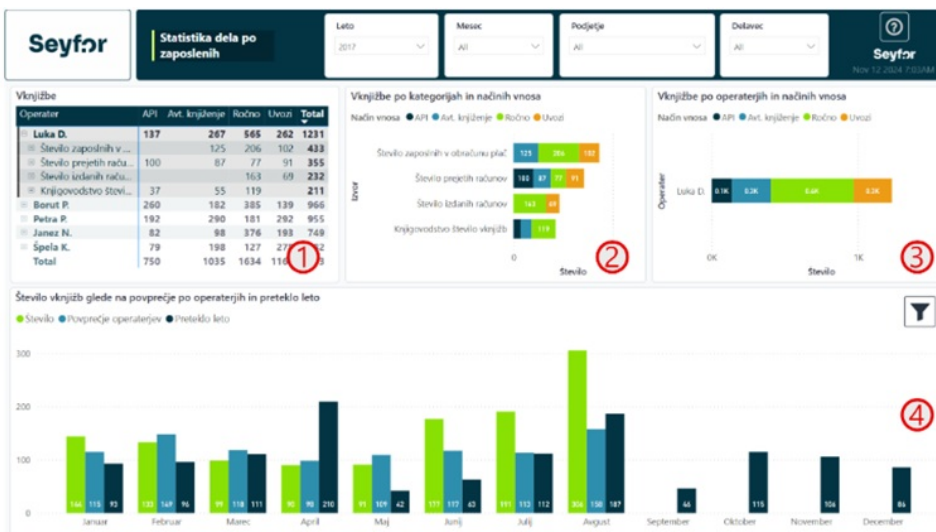 Seyfor
Statistika dela po
zaposlenih
Leto
2017
Mesec
All
Podjetje
All
Delavec
All
Seyfor
Nov 12 2024 7:03AM
Vknjižbe
Operater API Avt. knjiženje Ročno Uvozi Total
Luka D. 137 267 565 262 1231
Število zaposlnih v ... 125 206 102 433
Število prejetih raču... 100 87 77 91 355
Število izdanih raču... 163 69 232
Knjigovodstvo števi... 37 55 119 211
Borut P. 260 182 385 139 966
Petra P. 192 290 181 292 955
Janez N. 82 98 376 193 749
Špela K. 79 198 127
Total 750 1035 1634
1
Vknjižbe po kategorijah in načinih vnosa
Način vnosa API Avt. knjiženje Ročno Uvozi
Število zaposlnih v obračunu plač 125 206 102
Število prejetih računov 100 87 77 91
Število izdanih računov 163 69
Knjigovodstvo število vknjižb 119
Izvor
0
Število
2
Vknjižbe po operaterjih in načinih vnosa
Način vnosa API Avt. knjiženje Ročno Uvozi
Operater
Luka D. 0.1K 0.3K 0.6K 0.3K
0K 1K
Število
3
Število vknjižb glede na povprečje po operaterjih in preteklo leto
Število Povprečje operaterjev Preteklo leto
300
200
100
0
144 115 93 133 149 96 99 118 111 90 98 210 91 109 42 177 117 63 191 113 112 306 158 187 46 115 106 86
Januar Februar Marec April Maj Junij Julij Avgust September Oktober November December
4